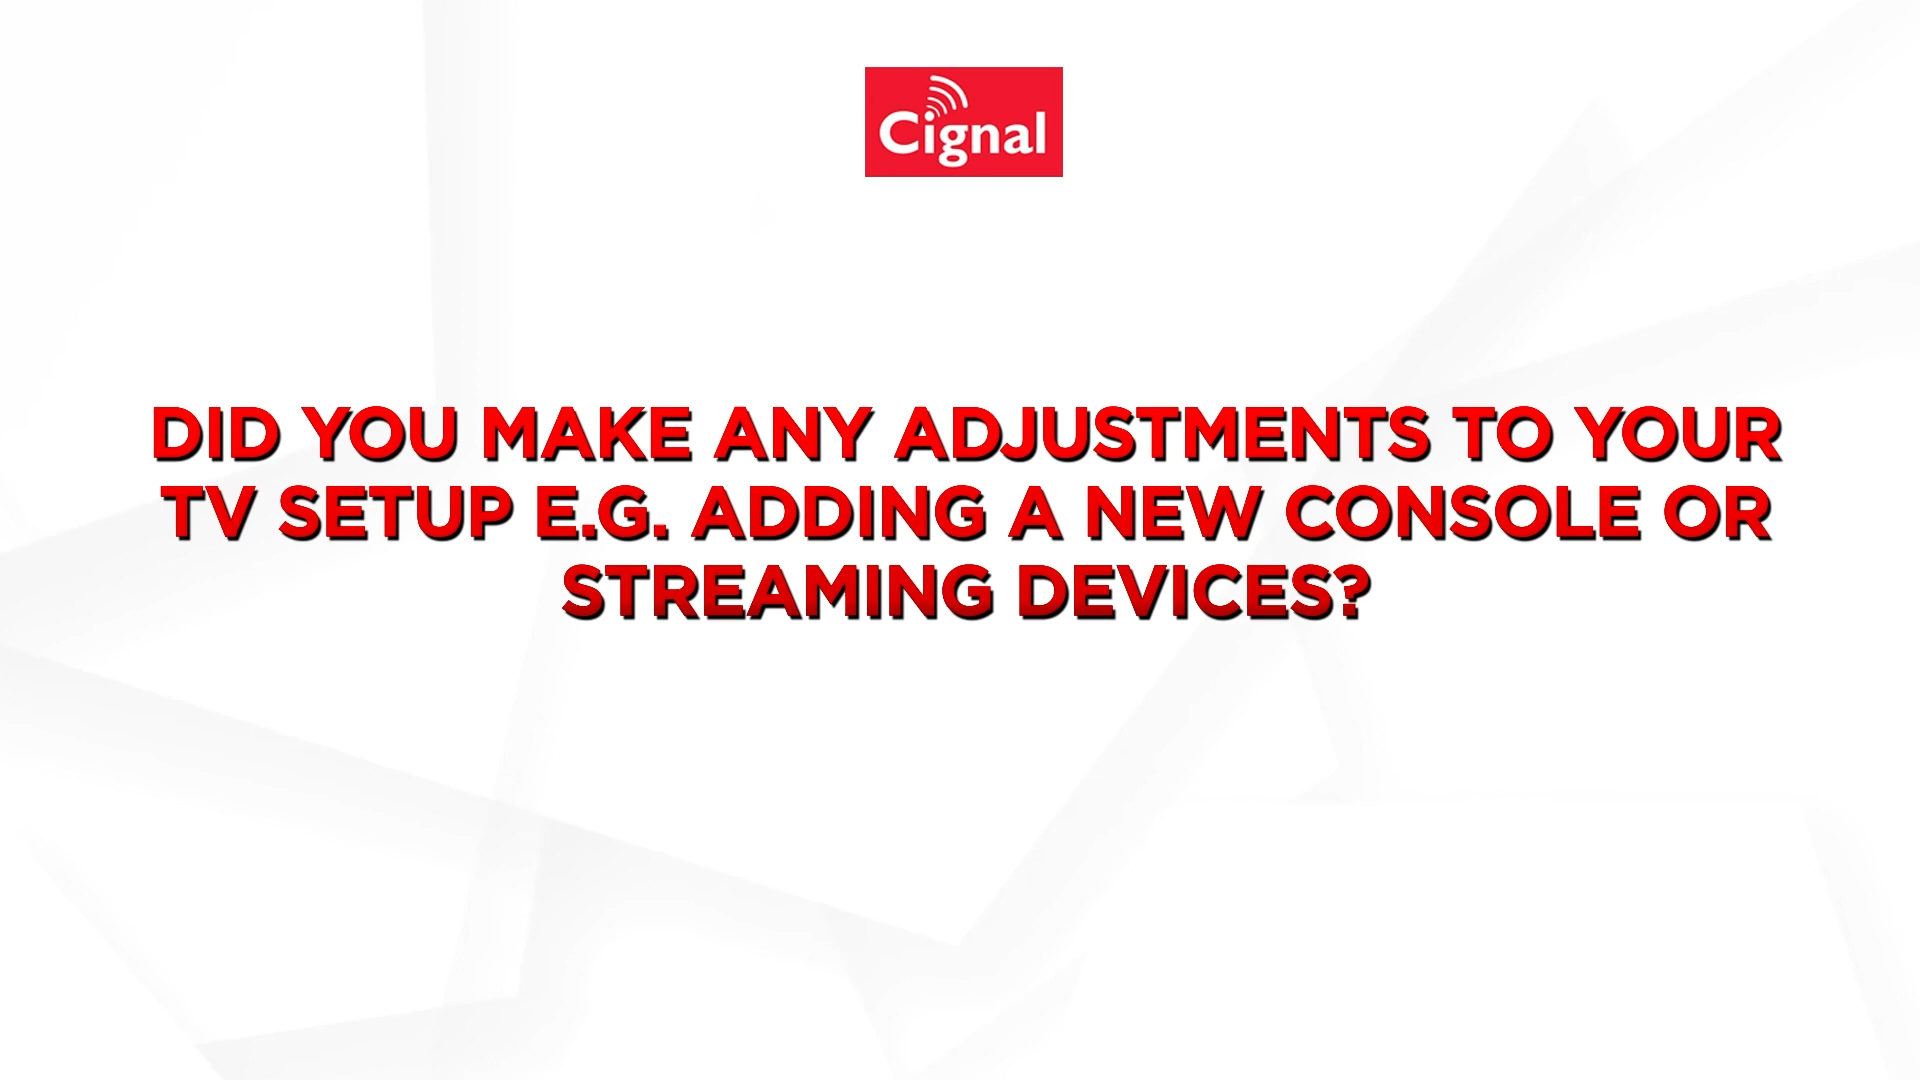 Cignal
DID YOU MAKE ANY ADJUSTMENTS TO YOUR
TV SETUP E.G. ADDING A NEW CONSOLE OR
STREAMING DEVICES?